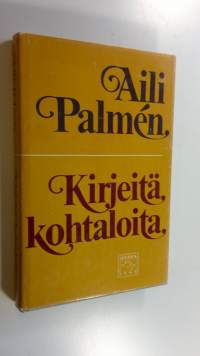 Aili
Palmén,
Kirjeitä,
kohtaloita,